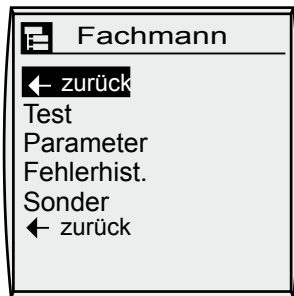 Fachmann
← zurück
Test
Parameter
Fehlerhist.
Sonder
← zurück